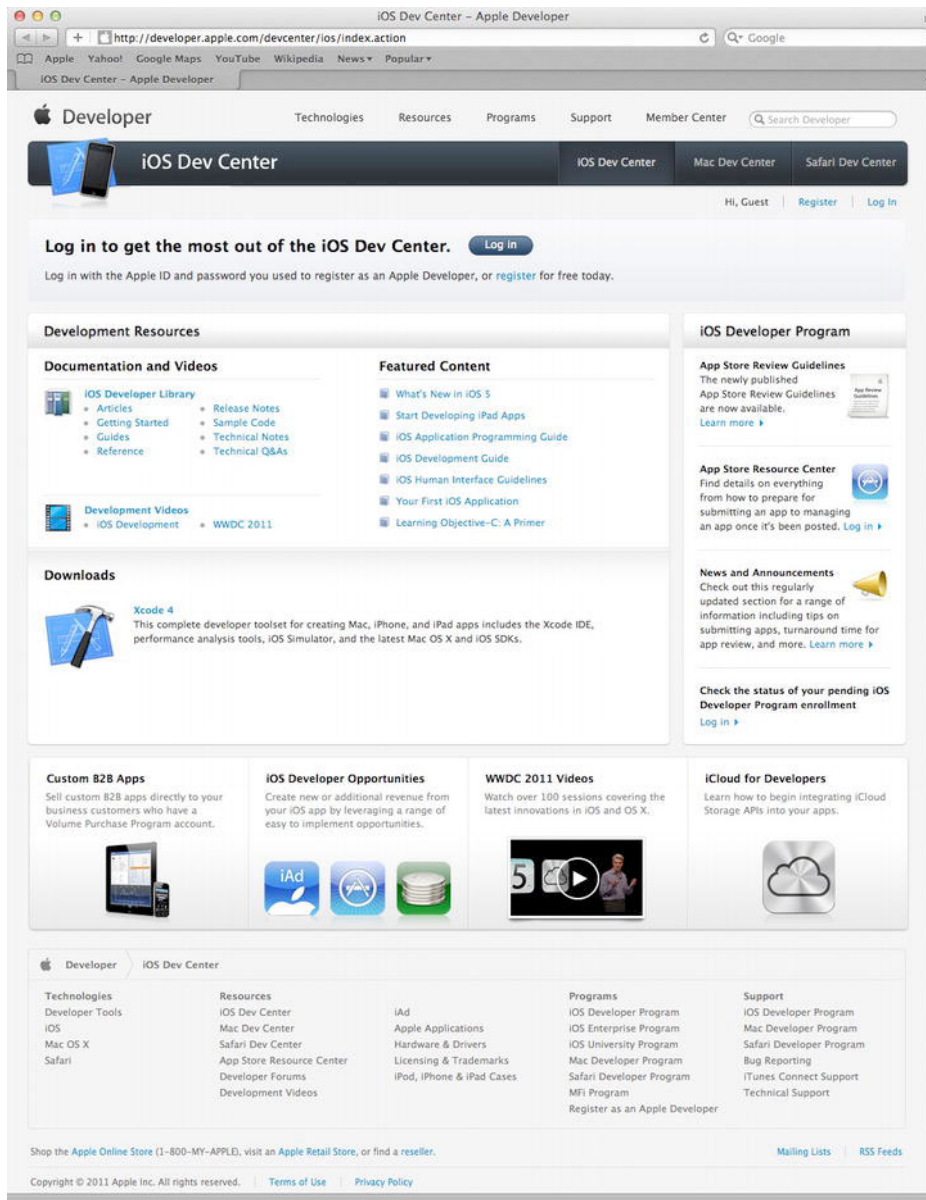 iOS Dev Center – Apple Developer
http://developer.apple.com/devcenter/ios/index.action
Google
Apple Yahoo! Google Maps YouTube Wikipedia News Popular
iOS Dev Center – Apple Developer
Developer
Technologies Resources Programs Support Member Center Search Developer
iOS Dev Center
iOS Dev Center Mac Dev Center Safari Dev Center
Hi, Guest Register Log In
Log in to get the most out of the iOS Dev Center. Log in
Log in with the Apple ID and password you used to register as an Apple Developer, or register for free today.
Development Resources
Documentation and Videos
iOS Developer Library
Articles
Getting Started
Guides
Reference
Release Notes
Sample Code
Technical Notes
Technical Q&As
Development Videos
iOS Development WWDC 2011
Featured Content
What's New in iOS 5
Start Developing iPad Apps
iOS Application Programming Guide
iOS Development Guide
iOS Human Interface Guidelines
Your First iOS Application
Learning Objective-C: A Primer
Downloads
Xcode 4
This complete developer toolset for creating Mac, iPhone, and iPad apps includes the Xcode IDE,
performance analysis tools, iOS Simulator, and the latest Mac OS X and iOS SDKs.
iOS Developer Program
App Store Review Guidelines
The newly published
App Store Review Guidelines
are now available.
Learn more
App Review
Guidelines
App Store Resource Center
Find details on everything
from how to prepare for
submitting an app to managing
an app once it's been posted. Log in
News and Announcements
Check out this regularly
updated section for a range of
information including tips on
submitting apps, turnaround time for
app review, and more. Learn more
Check the status of your pending iOS
Developer Program enrollment
Log in
Custom B2B Apps
Sell custom B2B apps directly to your
business customers who have a
Volume Purchase Program account.
iOS Developer Opportunities
Create new or additional revenue from
your iOS app by leveraging a range of
easy to implement opportunities.
iAd
WWDC 2011 Videos
Watch over 100 sessions covering the
latest innovations in iOS and OS X.
5
iCloud for Developers
Learn how to begin integrating iCloud
Storage APIs into your apps.
Developer iOS Dev Center
Technologies
Developer Tools
iOS
Mac OS X
Safari
Resources
iOS Dev Center
Mac Dev Center
Safari Dev Center
App Store Resource Center
Developer Forums
Development Videos
iAd
Apple Applications
Hardware & Drivers
Licensing & Trademarks
iPod, iPhone & iPad Cases
Programs
iOS Developer Program
iOS Enterprise Program
iOS University Program
Mac Developer Program
Safari Developer Program
MFi Program
Register as an Apple Developer
Support
iOS Developer Program
Mac Developer Program
Safari Developer Program
Bug Reporting
iTunes Connect Support
Technical Support
Shop the Apple Online Store (1-800-MY-APPLE), visit an Apple Retail Store, or find a reseller.
Mailing Lists RSS Feeds
Copyright © 2011 Apple Inc. All rights reserved. Terms of Use Privacy Policy